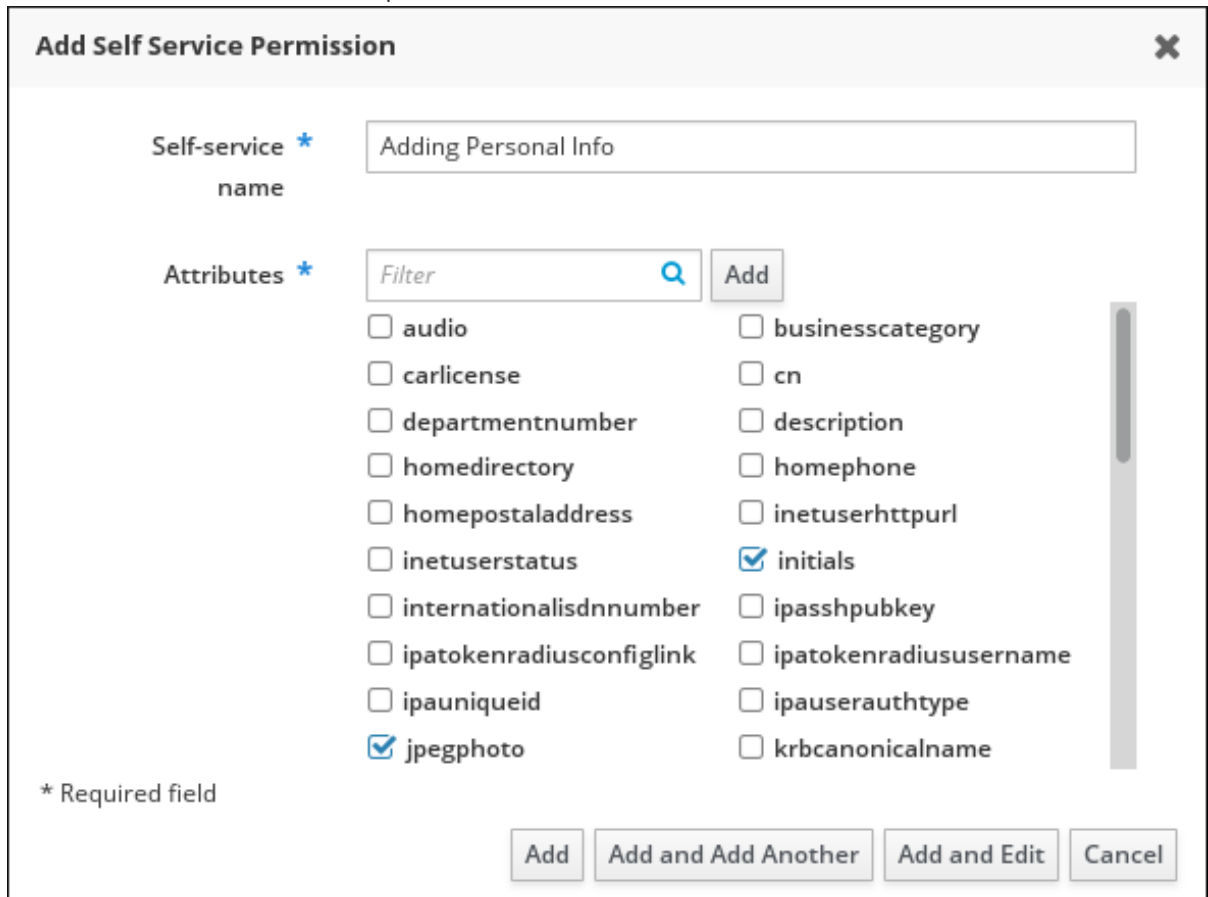 Add Self Service Permission
Self-service * Adding Personal Info
name
Attributes * Filter Add
audio businesscategory
carlicense cn
departmentnumber description
homedirectory homephone
homepostaladdress inetuserhttpurl
inetuserstatus initials
internationalisdnnumber ipasshpubkey
ipatokenradiusconfiglink ipatokenradiususername
ipauniqueid ipauserauthtype
jpegphoto krbcanonicalname
* Required field
Add Add and Add Another Add and Edit Cancel